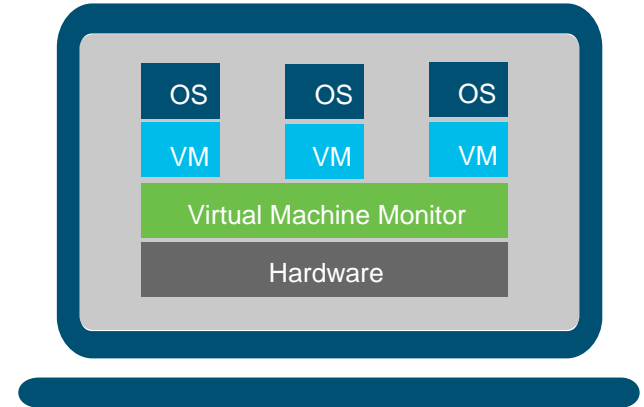 OS OS OS
VM VM VM
Virtual Machine Monitor
Hardware